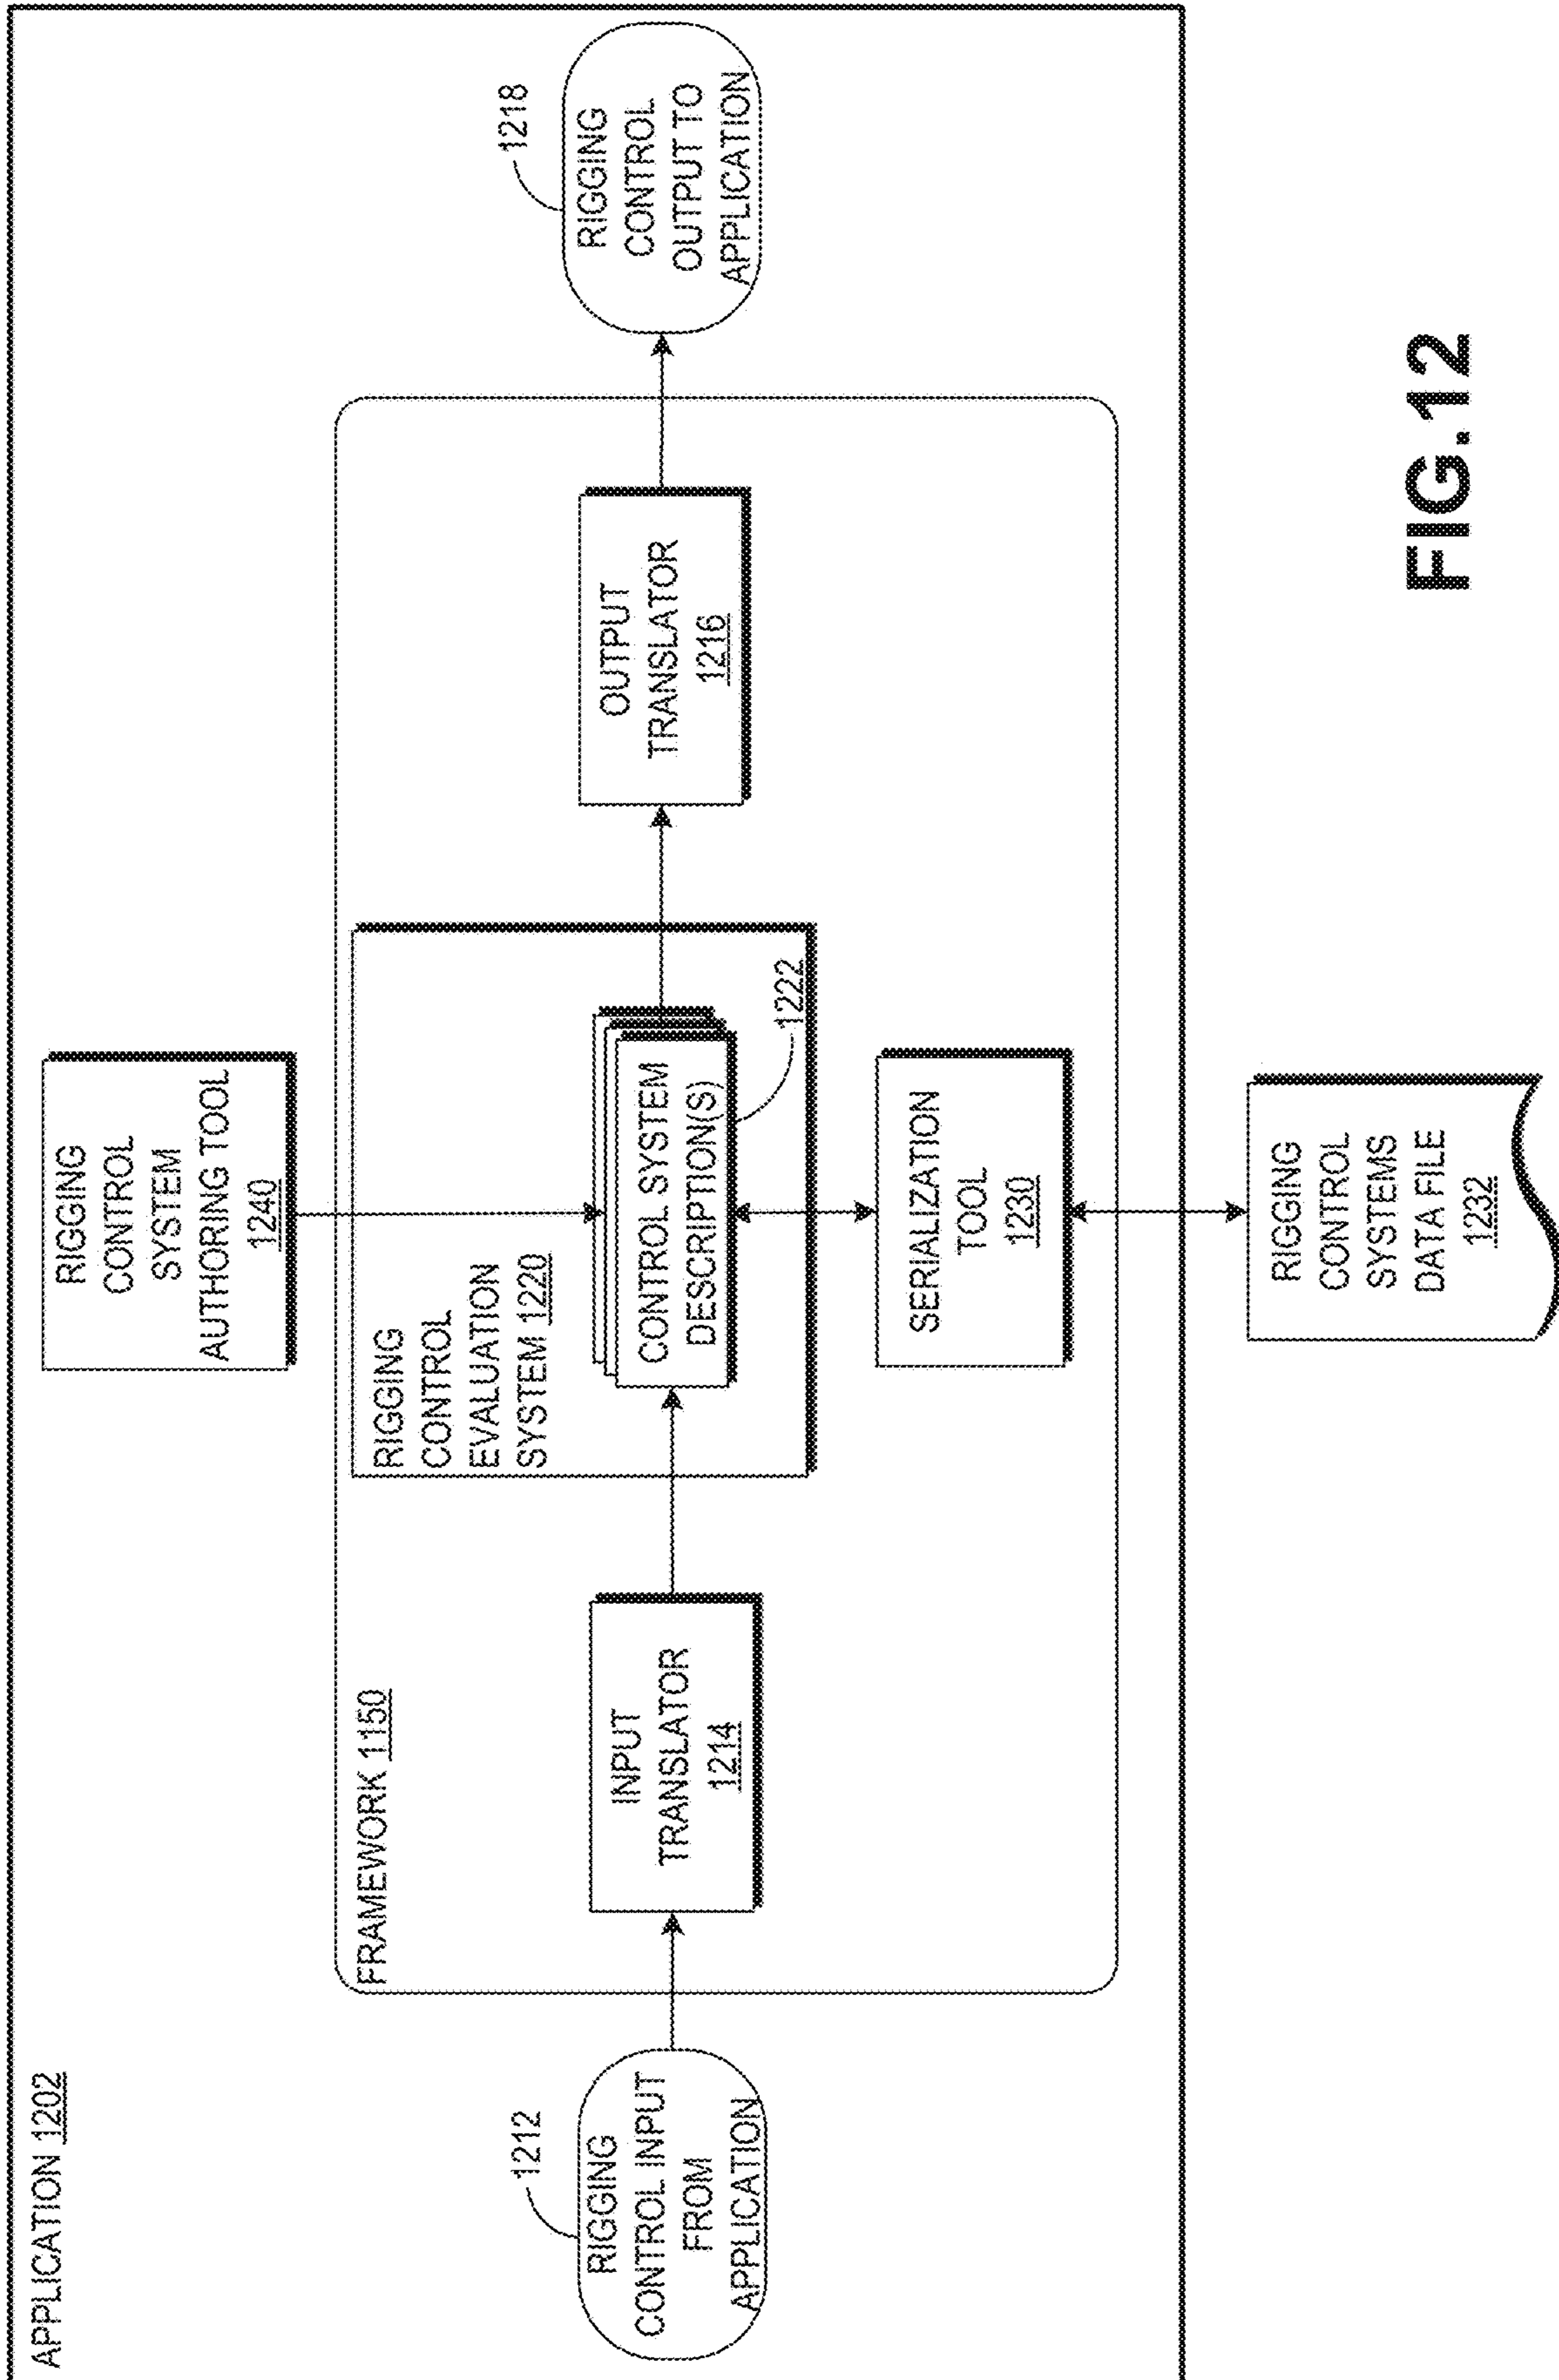 APPLICATION 1202
RIGGING
CONTROL
SYSTEM
AUTHORING TOOL
1240
FRAMEWORK 1150
RIGGING
CONTROL
EVALUATION
SYSTEM 1220
1212
RIGGING
CONTROL INPUT
FROM
APPLICATION
INPUT
TRANSLATOR
1214
CONTROL SYSTEM
DESCRIPTION(S)
1222
OUTPUT
TRANSLATOR
1216
1218
RIGGING
CONTROL
OUTPUT TO
APPLICATION
SERIALIZATION
TOOL
1230
RIGGING
CONTROL
SYSTEMS
DATA FILE
1232
FIG.12